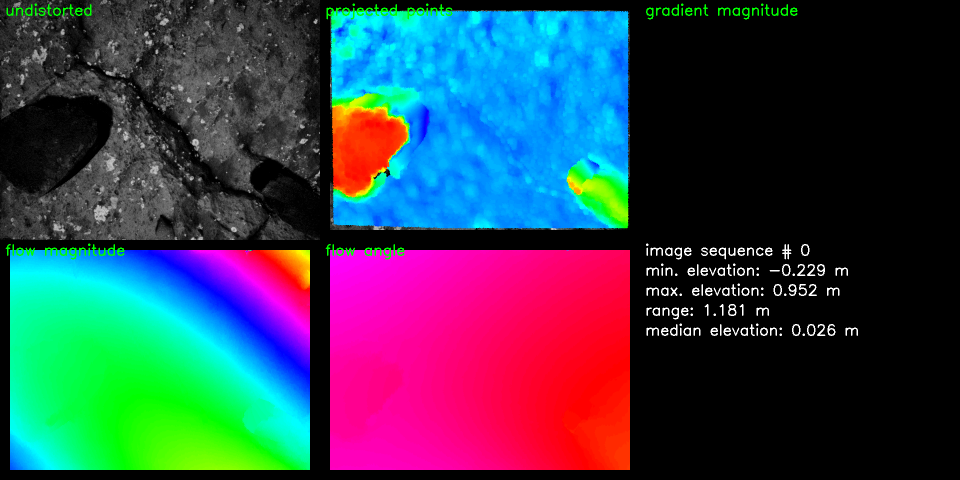 undistorted
projected points
gradient magnitude
flow magnitude
flow angle
image sequence # 0
min. elevation: −0.229 m
max. elevation: 0.952 m
range: 1.181 m
median elevation: 0.026 m